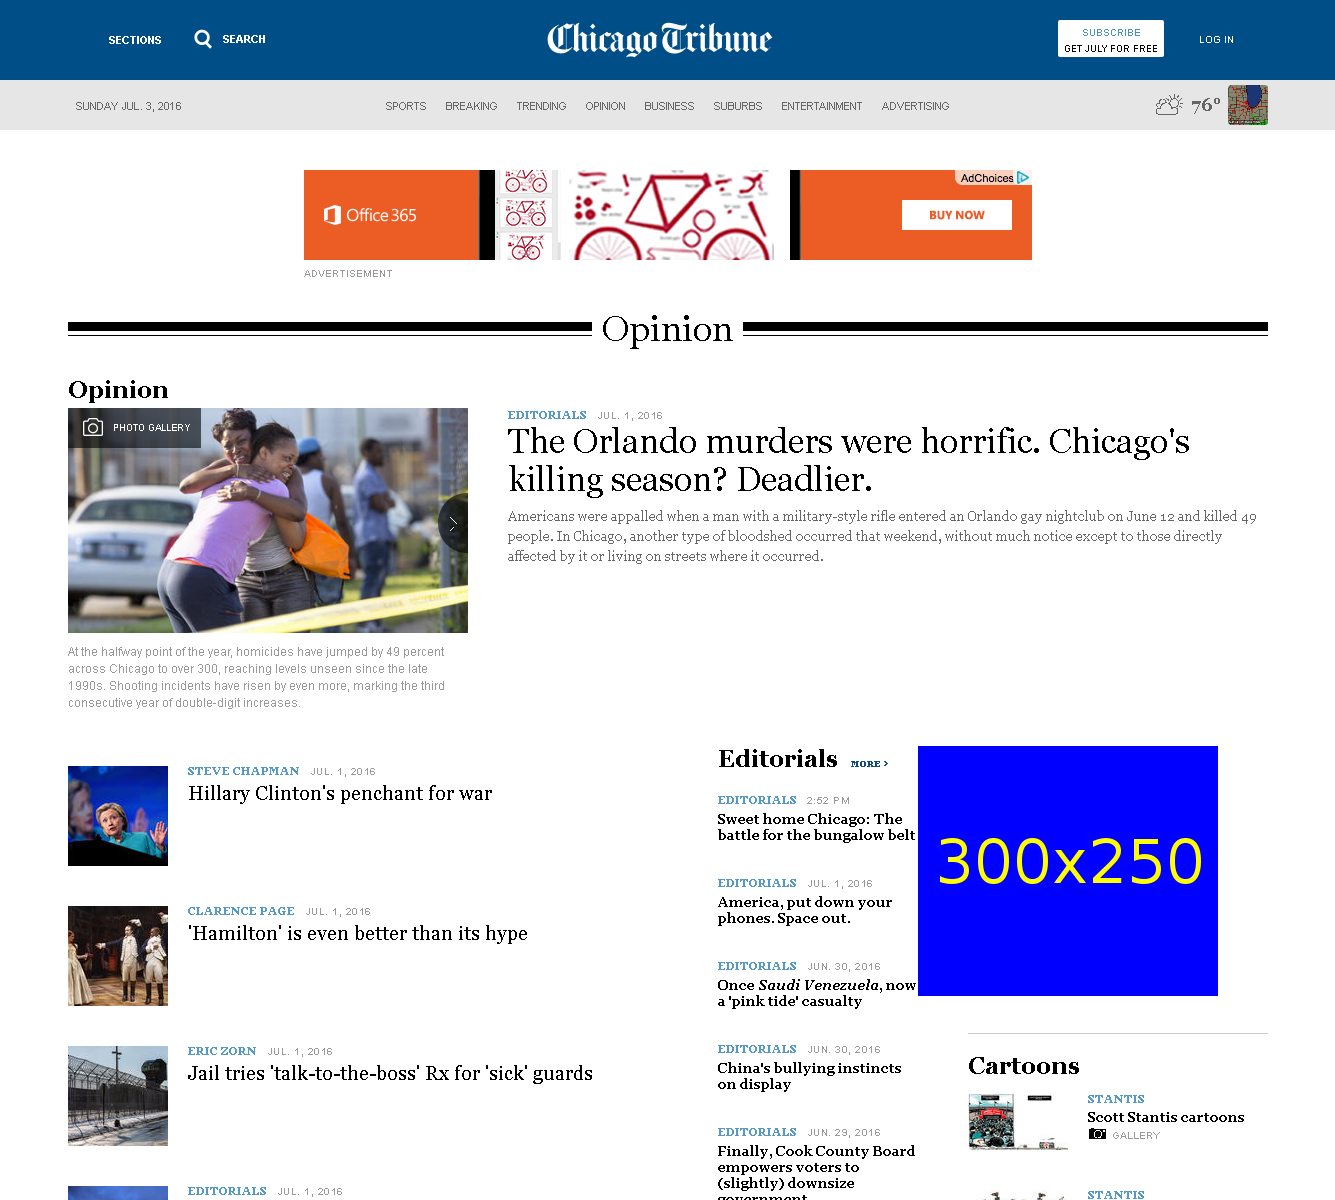 SECTIONS
SEARCH
Chicago Tribune
SUBSCRIBE
GET JULY FOR FREE
LOG IN
SUNDAY JUL. 3, 2016
SPORTS BREAKING TRENDING OPINION BUSINESS SUBURBS ENTERTAINMENT ADVERTISING
76°
Office 365
AdChoices
BUY NOW
ADVERTISEMENT
Opinion
Opinion
PHOTO GALLERY
At the halfway point of the year, homicides have jumped by 49 percent
across Chicago to over 300, reaching levels unseen since the late
1990s. Shooting incidents have risen by even more, marking the third
consecutive year of double-digit increases.
EDITORIALS JUL. 1, 2016
The Orlando murders were horrific. Chicago's
killing season? Deadlier.
Americans were appalled when a man with a military-style rifle entered an Orlando gay nightclub on June 12 and killed 49
people. In Chicago, another type of bloodshed occurred that weekend, without much notice except to those directly
affected by it or living on streets where it occurred.
STEVE CHAPMAN JUL. 1, 2016
Hillary Clinton's penchant for war
CLARENCE PAGE JUL. 1, 2016
'Hamilton' is even better than its hype
ERIC ZORN JUL. 1, 2016
Jail tries 'talk-to-the-boss' Rx for 'sick' guards
EDITORIALS JUL. 1, 2016
Editorials MORE >
EDITORIALS 2:52 PM
Sweet home Chicago: The
battle for the bungalow belt
EDITORIALS JUL. 1, 2016
America, put down your
phones. Space out.
EDITORIALS JUN. 30, 2016
Once Saudi Venezuela, now
a 'pink tide' casualty
EDITORIALS JUN. 30, 2016
China's bullying instincts
on display
EDITORIALS JUN. 29, 2016
Finally, Cook County Board
empowers voters to
(slightly) downsize
government
300x250
Cartoons
STANTIS
Scott Stantis cartoons
GALLERY
STANTIS